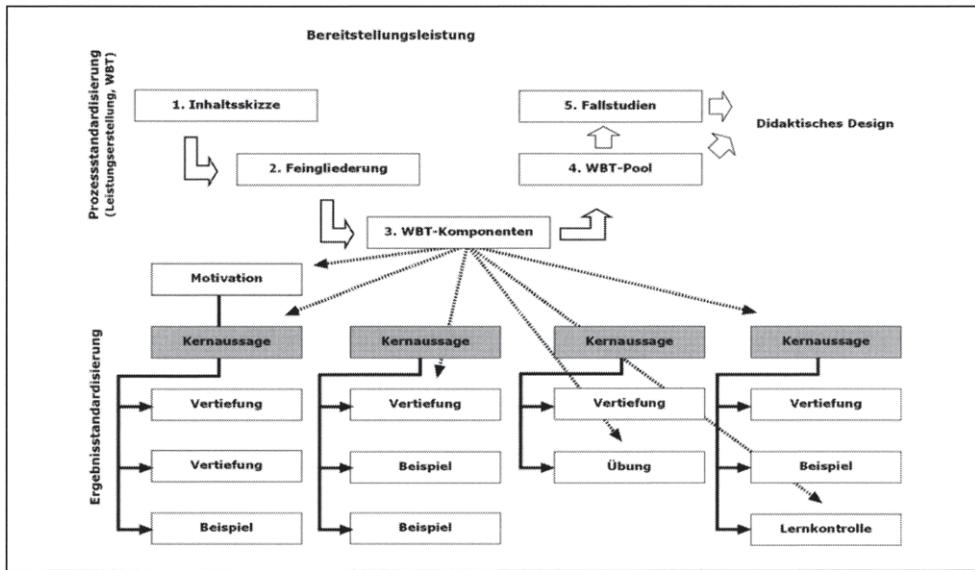 Bereitstellungsleistung
Prozessstandardisierung
(Leistungserstellung, WBT)
1. Inhaltsskizze
5. Fallstudien
Didaktisches Design
2. Feingliederung
4. WBT-Pool
3. WBT-Komponenten
Ergebnisstandardisierung
Motivation
Kernaussage
Kernaussage
Kernaussage
Kernaussage
Vertiefung
Vertiefung
Vertiefung
Vertiefung
Vertiefung
Beispiel
Übung
Beispiel
Beispiel
Beispiel
Lernkontrolle